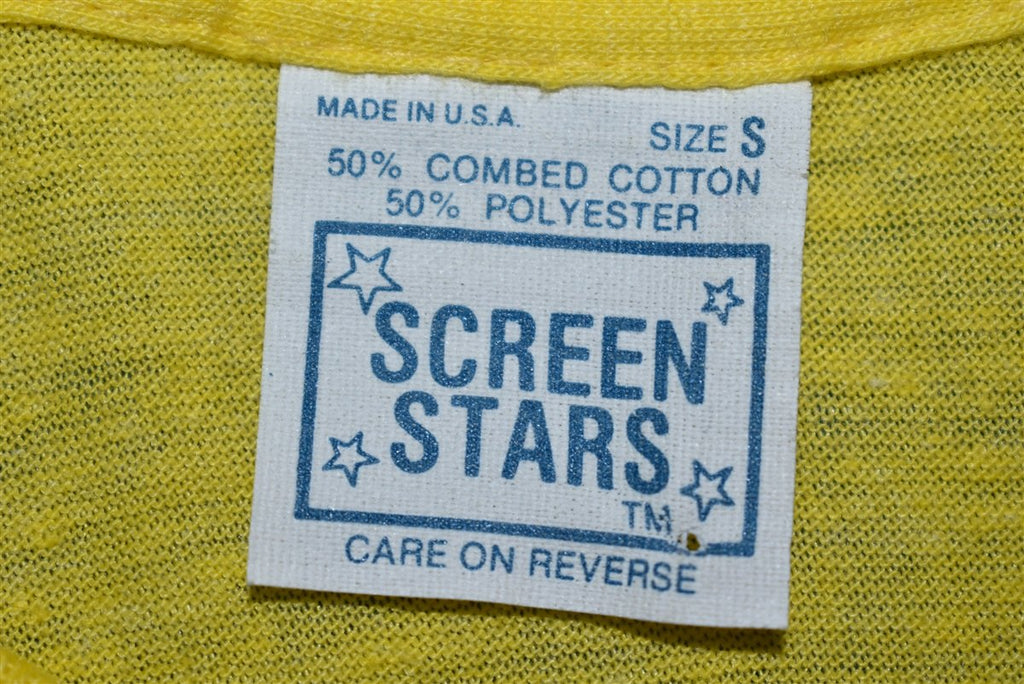 MADE IN U.S.A.
SIZE S
50% COMBED COTTON
50% POLYESTER
SCREEN
STARS
TM
CARE ON REVERSE